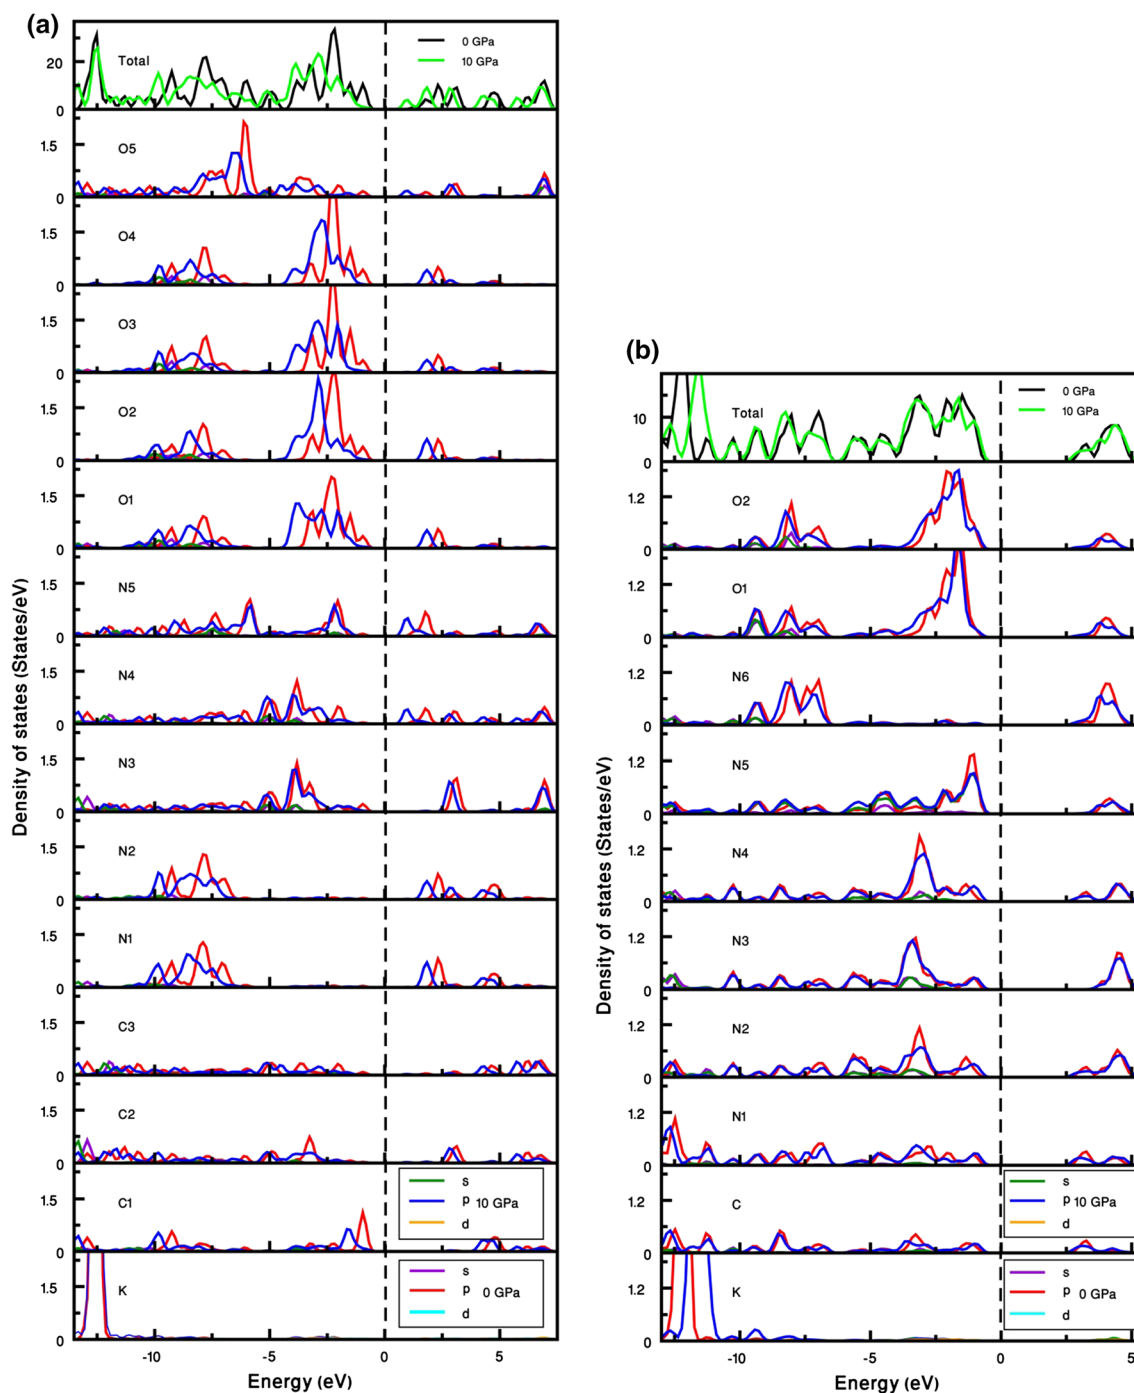 (a)
Total
0 GPa
10 GPa
20
0
O5
1.5
0
O4
1.5
0
O3
1.5
0
O2
1.5
0
O1
1.5
0
N5
1.5
0
N4
1.5
0
N3
1.5
0
N2
1.5
0
N1
1.5
0
C3
1.5
0
C2
1.5
0
C1
1.5
0
s
p 10 GPa
d
K
1.5
0
s
p 0 GPa
d
-10 -5 0 5
Energy (eV)
Density of states (States/eV)
(b)
Total
0 GPa
10 GPa
10
0
O2
1.2
0
O1
1.2
0
N6
1.2
0
N5
1.2
0
N4
1.2
0
N3
1.2
0
N2
1.2
0
N1
1.2
0
C
1.2
0
s
p 10 GPa
d
K
1.2
0
s
p 0 GPa
d
-10 -5 0 5
Energy (eV)
Density of states (States/eV)